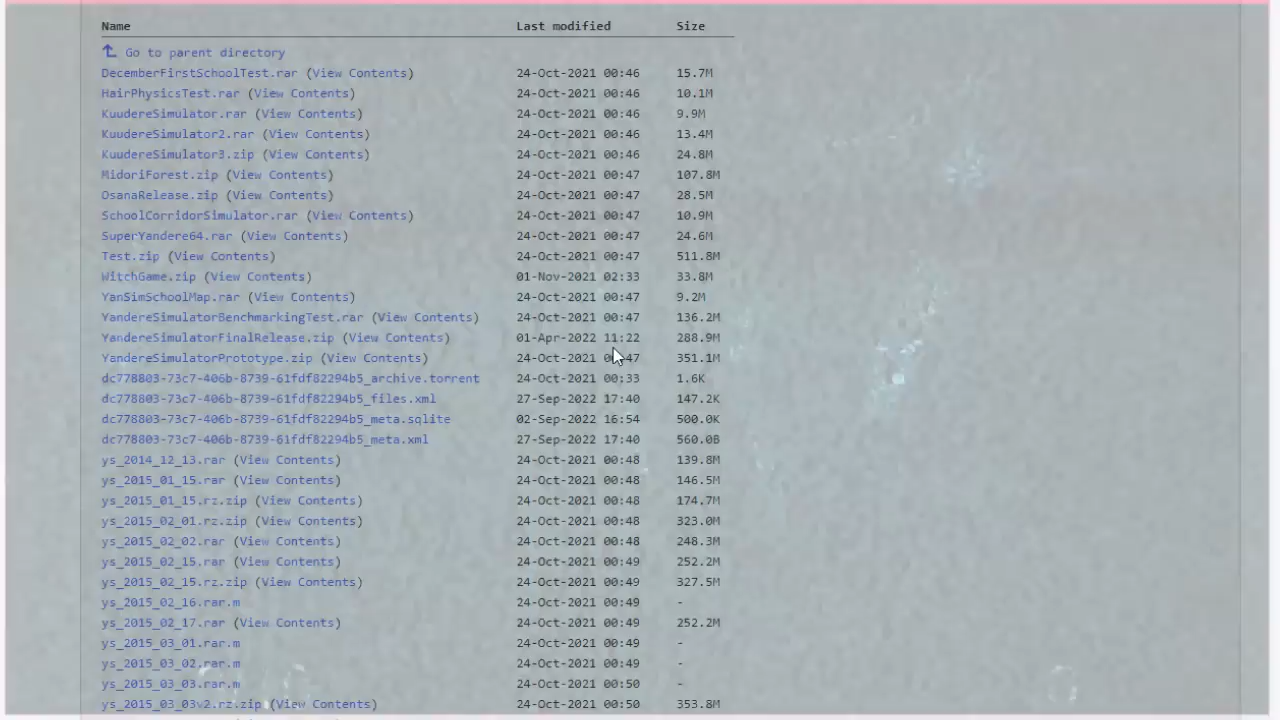 Name Last modified Size
Go to parent directory
DecemberFirstSchoolTest.rar (View Contents) 24-Oct-2021 00:46 15.7M
HairPhysicsTest.rar (View Contents) 24-Oct-2021 00:46 10.1M
KuudereSimulator.rar (View Contents) 24-Oct-2021 00:46 9.9M
KuudereSimulator2.rar (View Contents) 24-Oct-2021 00:46 13.4M
KuudereSimulator3.zip (View Contents) 24-Oct-2021 00:46 24.8M
MidoriForest.zip (View Contents) 24-Oct-2021 00:47 107.8M
OsanaRelease.zip (View Contents) 24-Oct-2021 00:47 28.5M
SchoolCorridorSimulator.rar (View Contents) 24-Oct-2021 00:47 10.9M
SuperYandere64.rar (View Contents) 24-Oct-2021 00:47 24.6M
Test.zip (View Contents) 24-Oct-2021 00:47 511.8M
WitchGame.zip (View Contents) 01-Nov-2021 02:33 33.8M
YanSimSchoolMap.rar (View Contents) 24-Oct-2021 00:47 9.2M
YandereSimulatorBenchmarkingTest.rar (View Contents) 24-Oct-2021 00:47 136.2M
YandereSimulatorFinalRelease.zip (View Contents) 01-Apr-2022 11:22 288.9M
YandereSimulatorPrototype.zip (View Contents) 24-Oct-2021 00:47 351.1M
dc778803-73c7-406b-8739-61fdf82294b5_archive.torrent 24-Oct-2021 00:33 1.6K
dc778803-73c7-406b-8739-61fdf82294b5_files.xml 27-Sep-2022 17:40 147.2K
dc778803-73c7-406b-8739-61fdf82294b5_meta.sqlite 02-Sep-2022 16:54 500.0K
dc778803-73c7-406b-8739-61fdf82294b5_meta.xml 27-Sep-2022 17:40 560.0B
ys_2014_12_13.rar (View Contents) 24-Oct-2021 00:48 139.8M
ys_2015_01_15.rar (View Contents) 24-Oct-2021 00:48 146.5M
ys_2015_01_15.rz.zip (View Contents) 24-Oct-2021 00:48 174.7M
ys_2015_02_01.rz.zip (View Contents) 24-Oct-2021 00:48 323.0M
ys_2015_02_02.rar (View Contents) 24-Oct-2021 00:48 248.3M
ys_2015_02_15.rar (View Contents) 24-Oct-2021 00:49 252.2M
ys_2015_02_15.rz.zip (View Contents) 24-Oct-2021 00:49 327.5M
ys_2015_02_16.rar.m 24-Oct-2021 00:49 -
ys_2015_02_17.rar (View Contents) 24-Oct-2021 00:49 252.2M
ys_2015_03_01.rar.m 24-Oct-2021 00:49 -
ys_2015_03_02.rar.m 24-Oct-2021 00:49 -
ys_2015_03_03.rar.m 24-Oct-2021 00:50 -
ys_2015_03_03v2.rz.zip (View Contents) 24-Oct-2021 00:50 353.8M